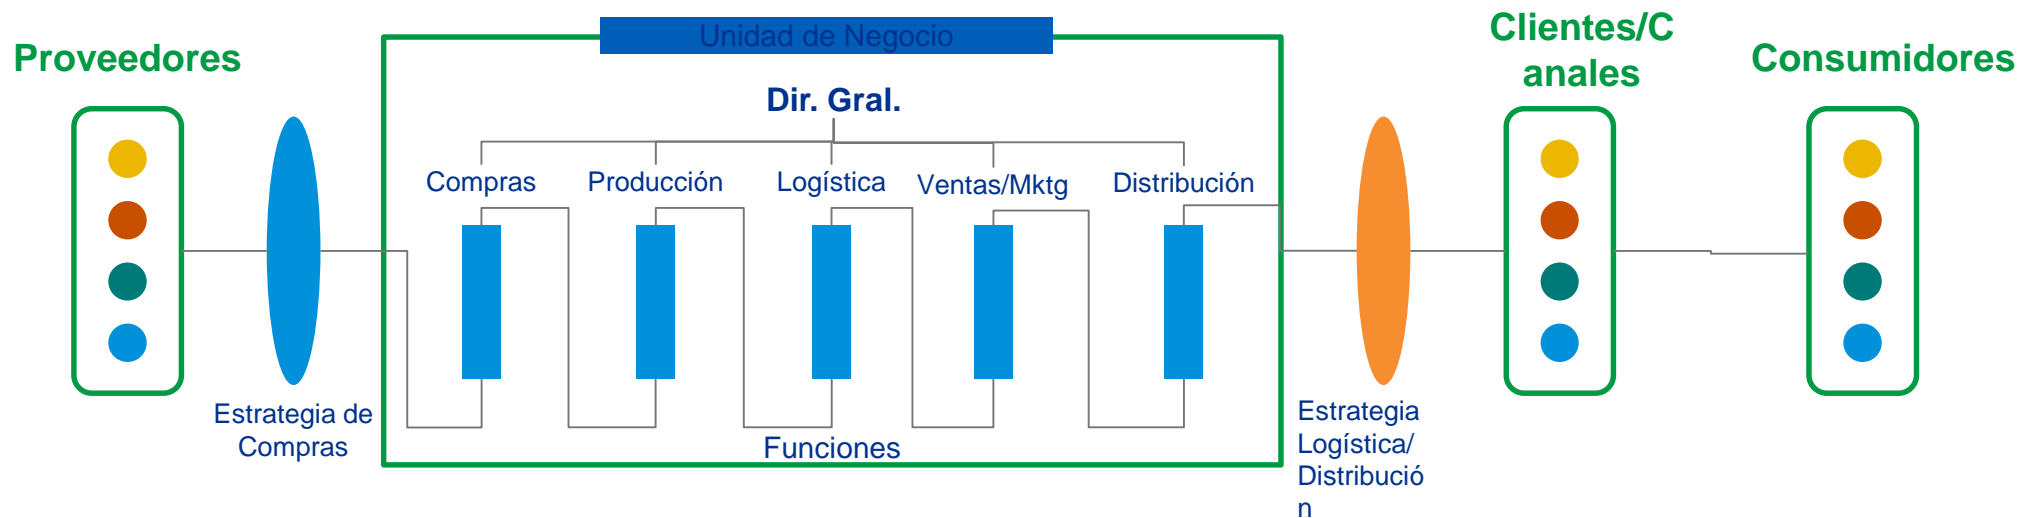 Proveedores
Unidad de Negocio
Clientes/C
anales
Consumidores
Dir. Gral.
Compras
Producción
Logística
Ventas/Mktg
Distribución
Estrategia de
Compras
Funciones
Estrategia
Logística/
Distribució
n